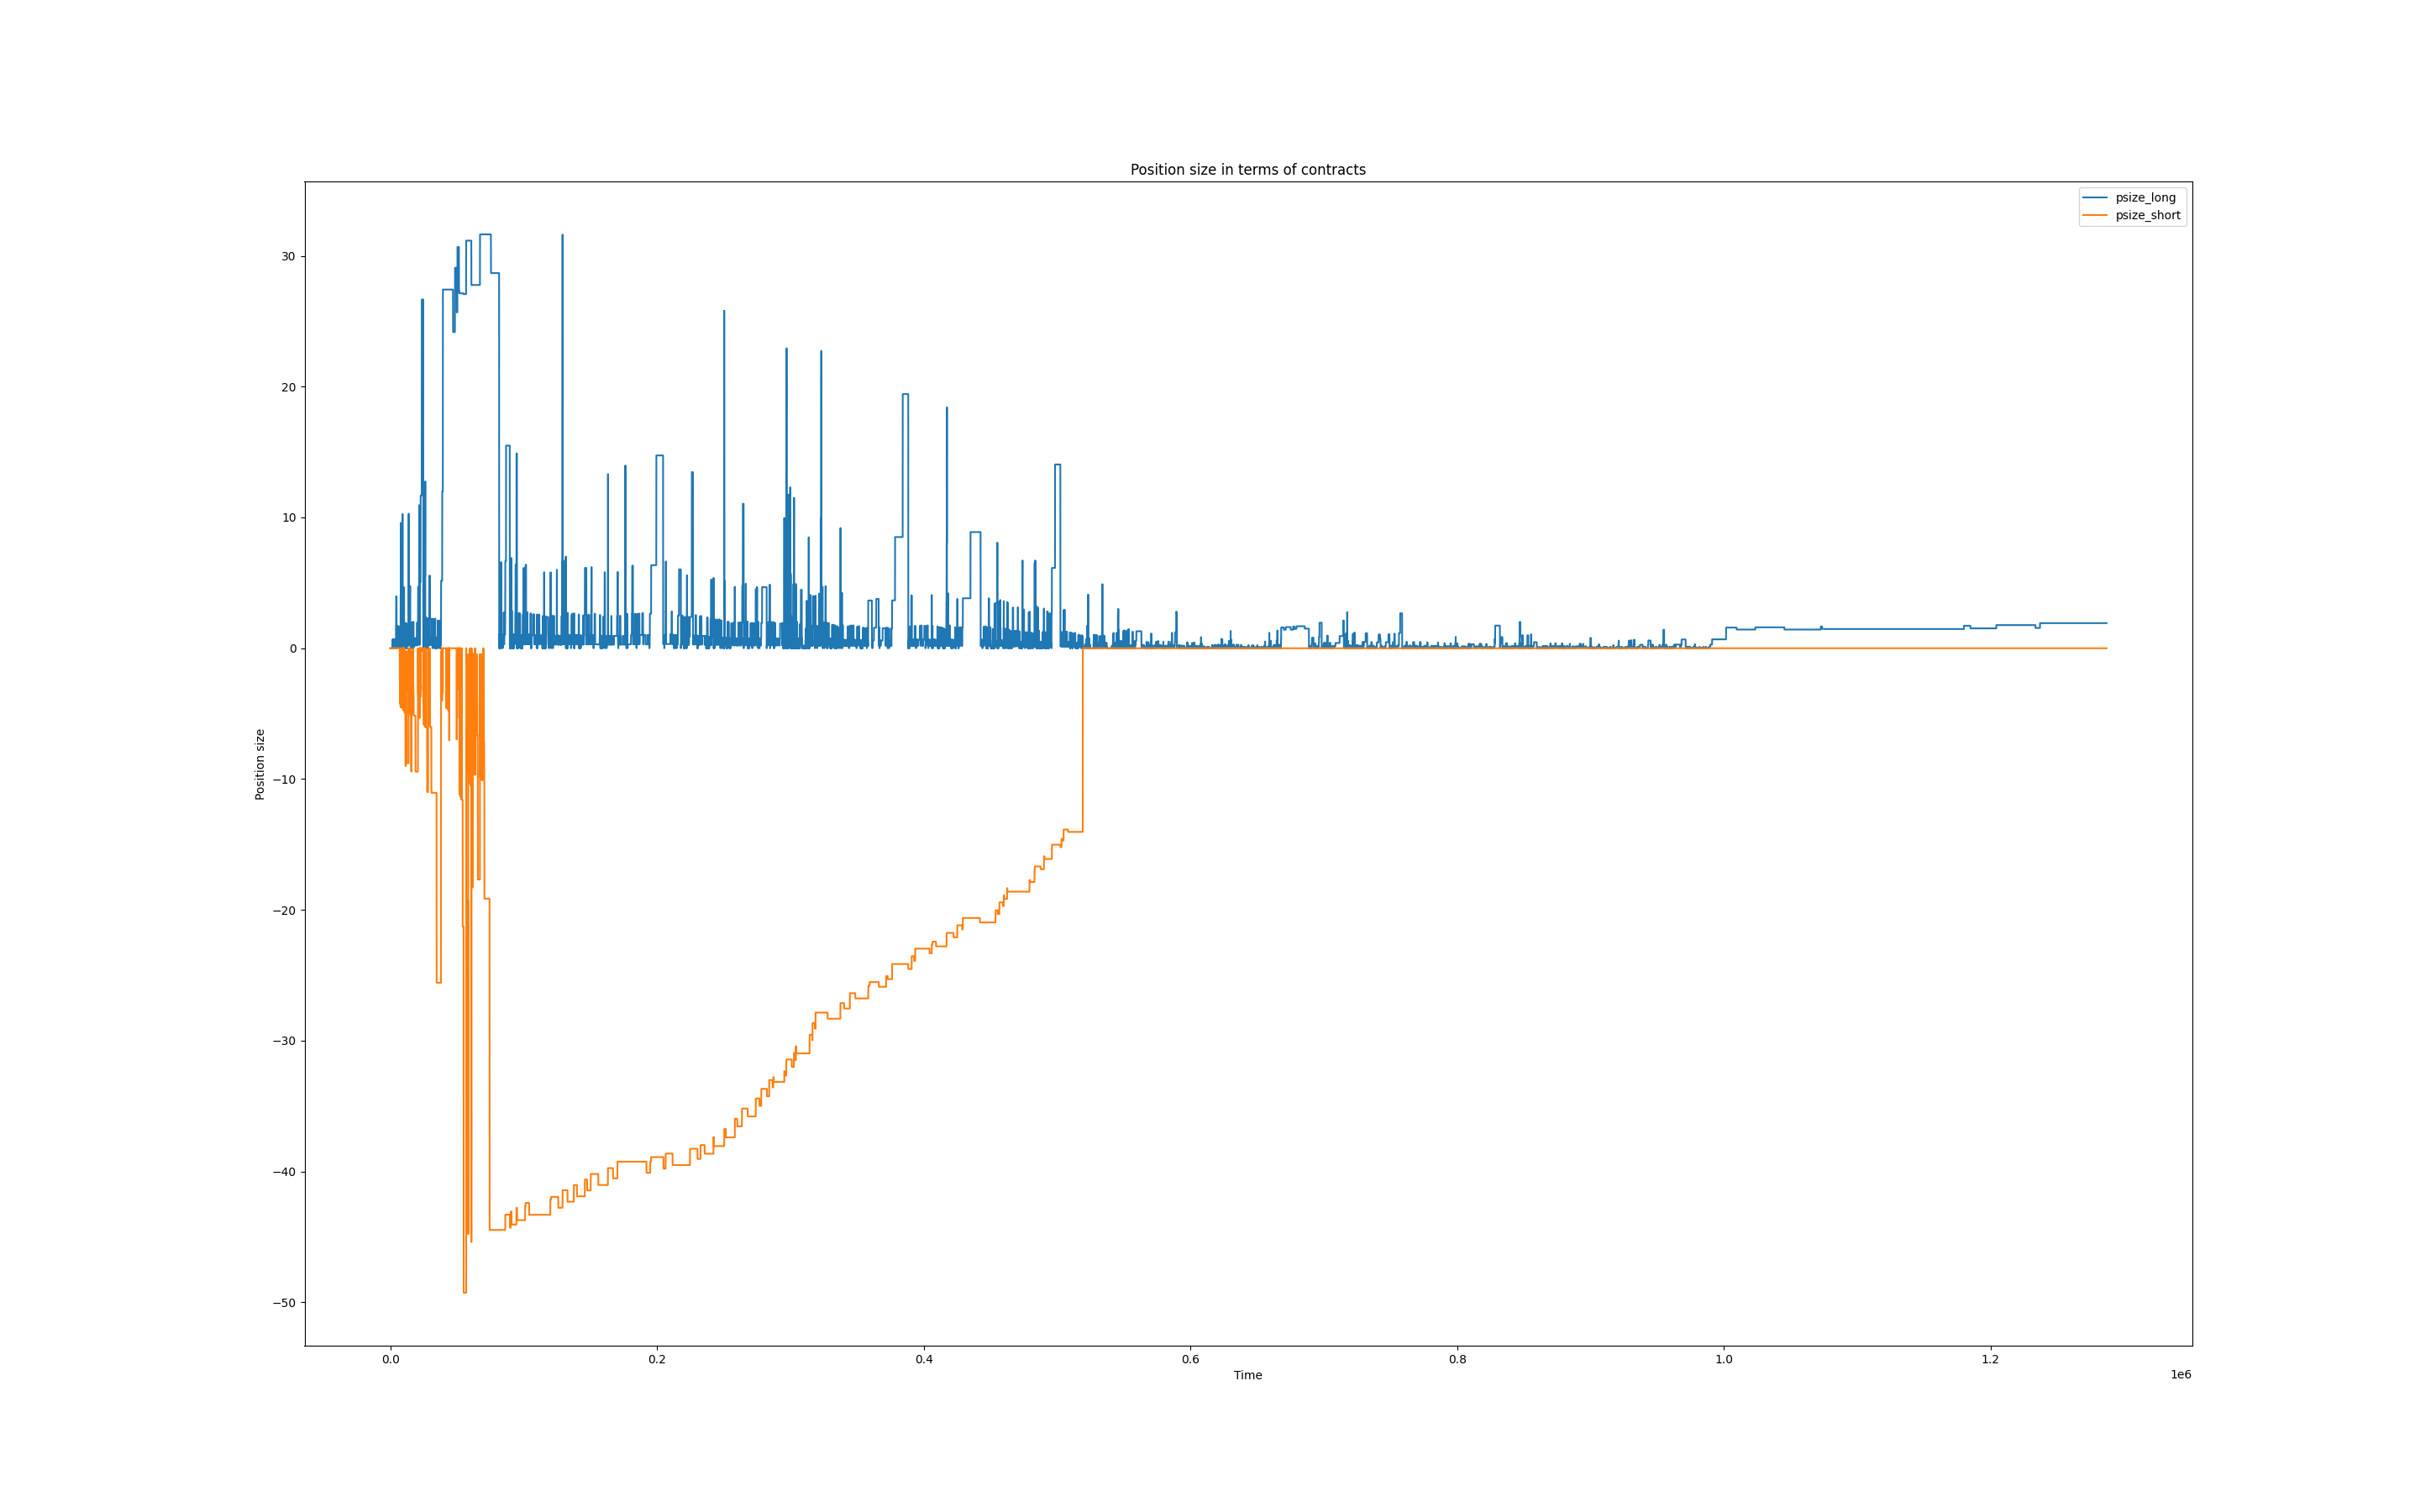 Position size in terms of contracts
psize_long
psize_short
30
20
10
0
−10
−20
−30
−40
−50
Position size
0.0 0.2 0.4 0.6 0.8 1.0 1.2
Time
1e6